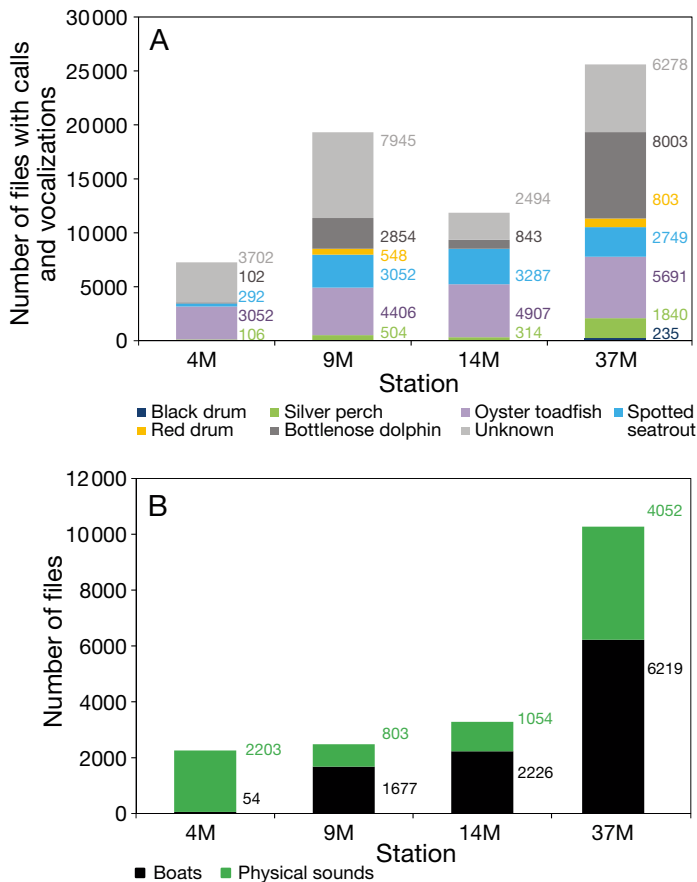 A
Number of files with calls
and vocalizations
30000
25000
20000
15000
10000
5000
0
3702
102
292
3052
106
7945
2854
548
3052
4406
504
2494
843
3287
4907
314
6278
8003
803
2749
5691
1840
235
4M
9M
14M
37M
Station
Black drum
Silver perch
Oyster toadfish
Spotted
seatrout
Red drum
Bottlenose dolphin
Unknown
B
Number of files
12000
10000
8000
6000
4000
2000
0
2203
54
803
1677
1054
2226
4052
6219
4M
9M
14M
37M
Station
Boats
Physical sounds